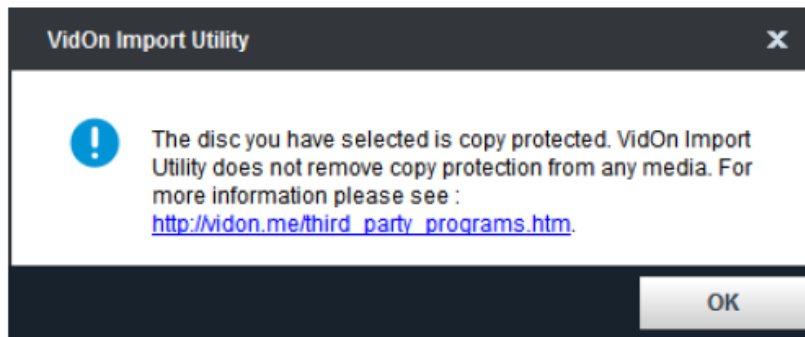 VidOn Import Utility
The disc you have selected is copy protected. VidOn Import
Utility does not remove copy protection from any media. For
more information please see :
http://vidon.me/third_party_programs.htm.
OK